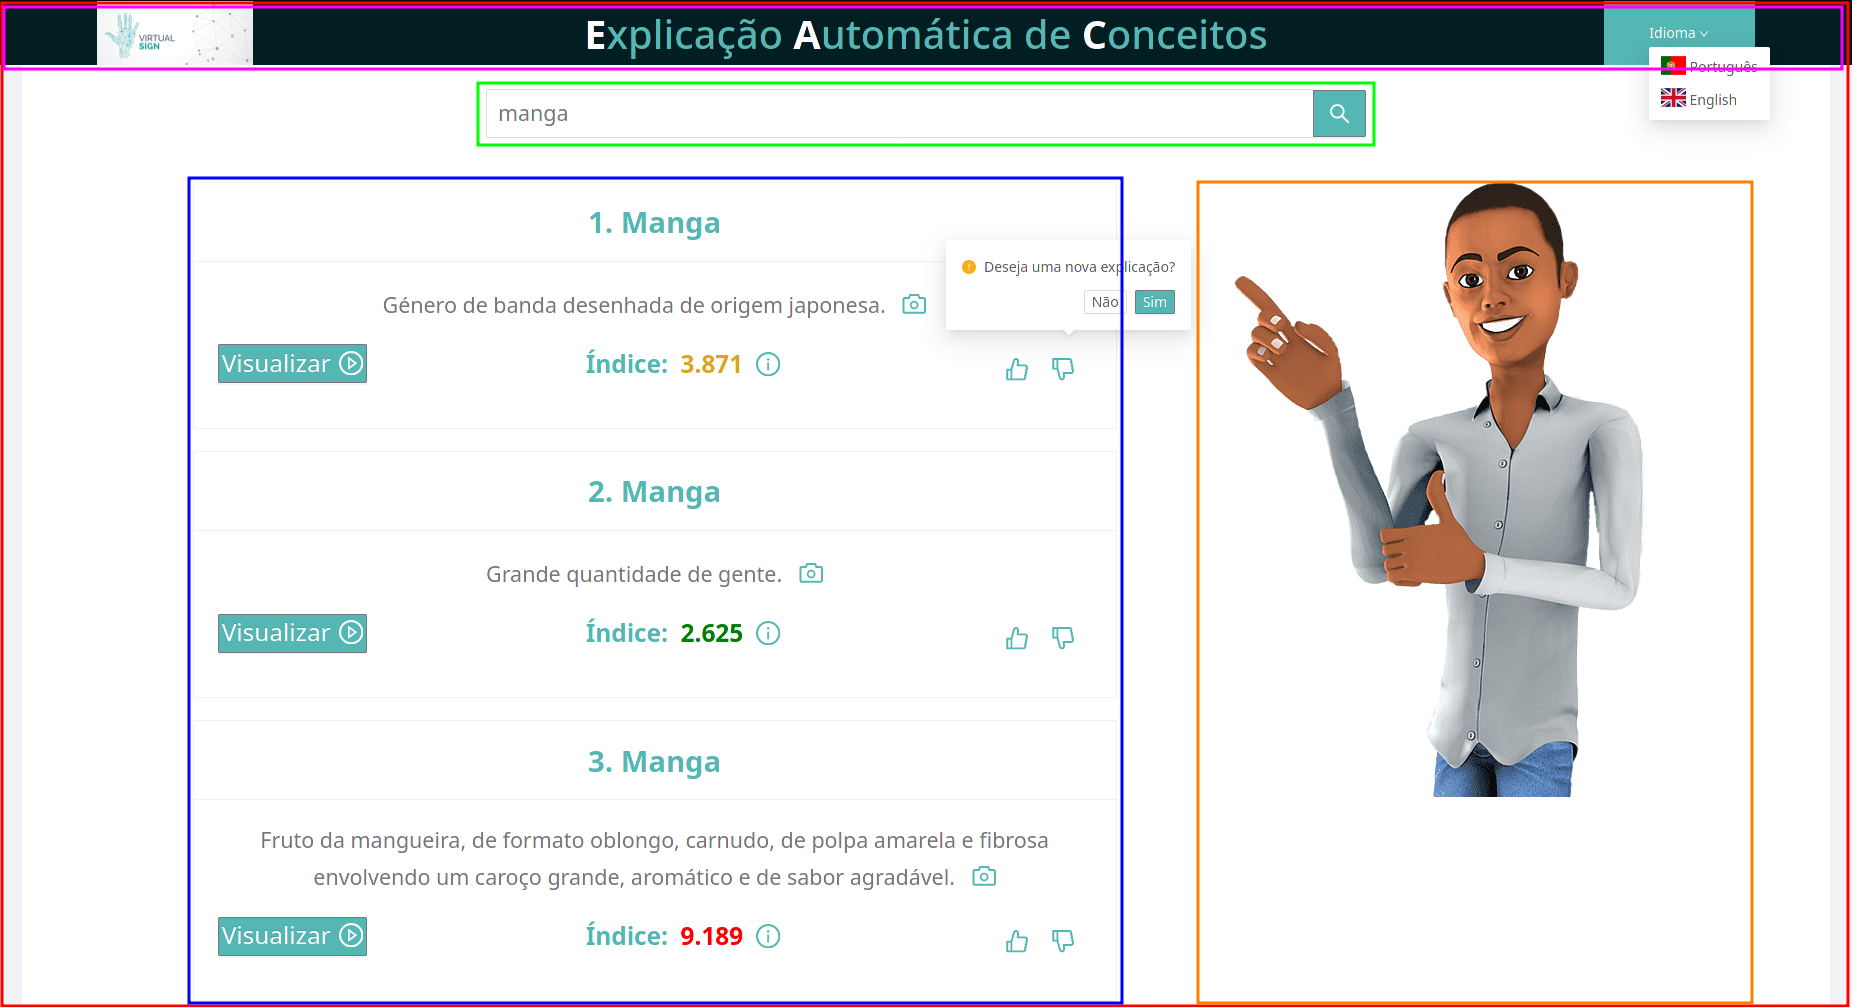 VIRTUAL
SIGN
Explicação Automática de Conceitos
Idioma
Português
English
manga
1. Manga
Deseja uma nova explicação?
Não Sim
Género de banda desenhada de origem japonesa.
Visualizar Índice: 3.871
2. Manga
Grande quantidade de gente.
Visualizar Índice: 2.625
3. Manga
Fruto da mangueira, de formato oblongo, carnudo, de polpa amarela e fibrosa
envolvendo um caroço grande, aromático e de sabor agradável.
Visualizar Índice: 9.189